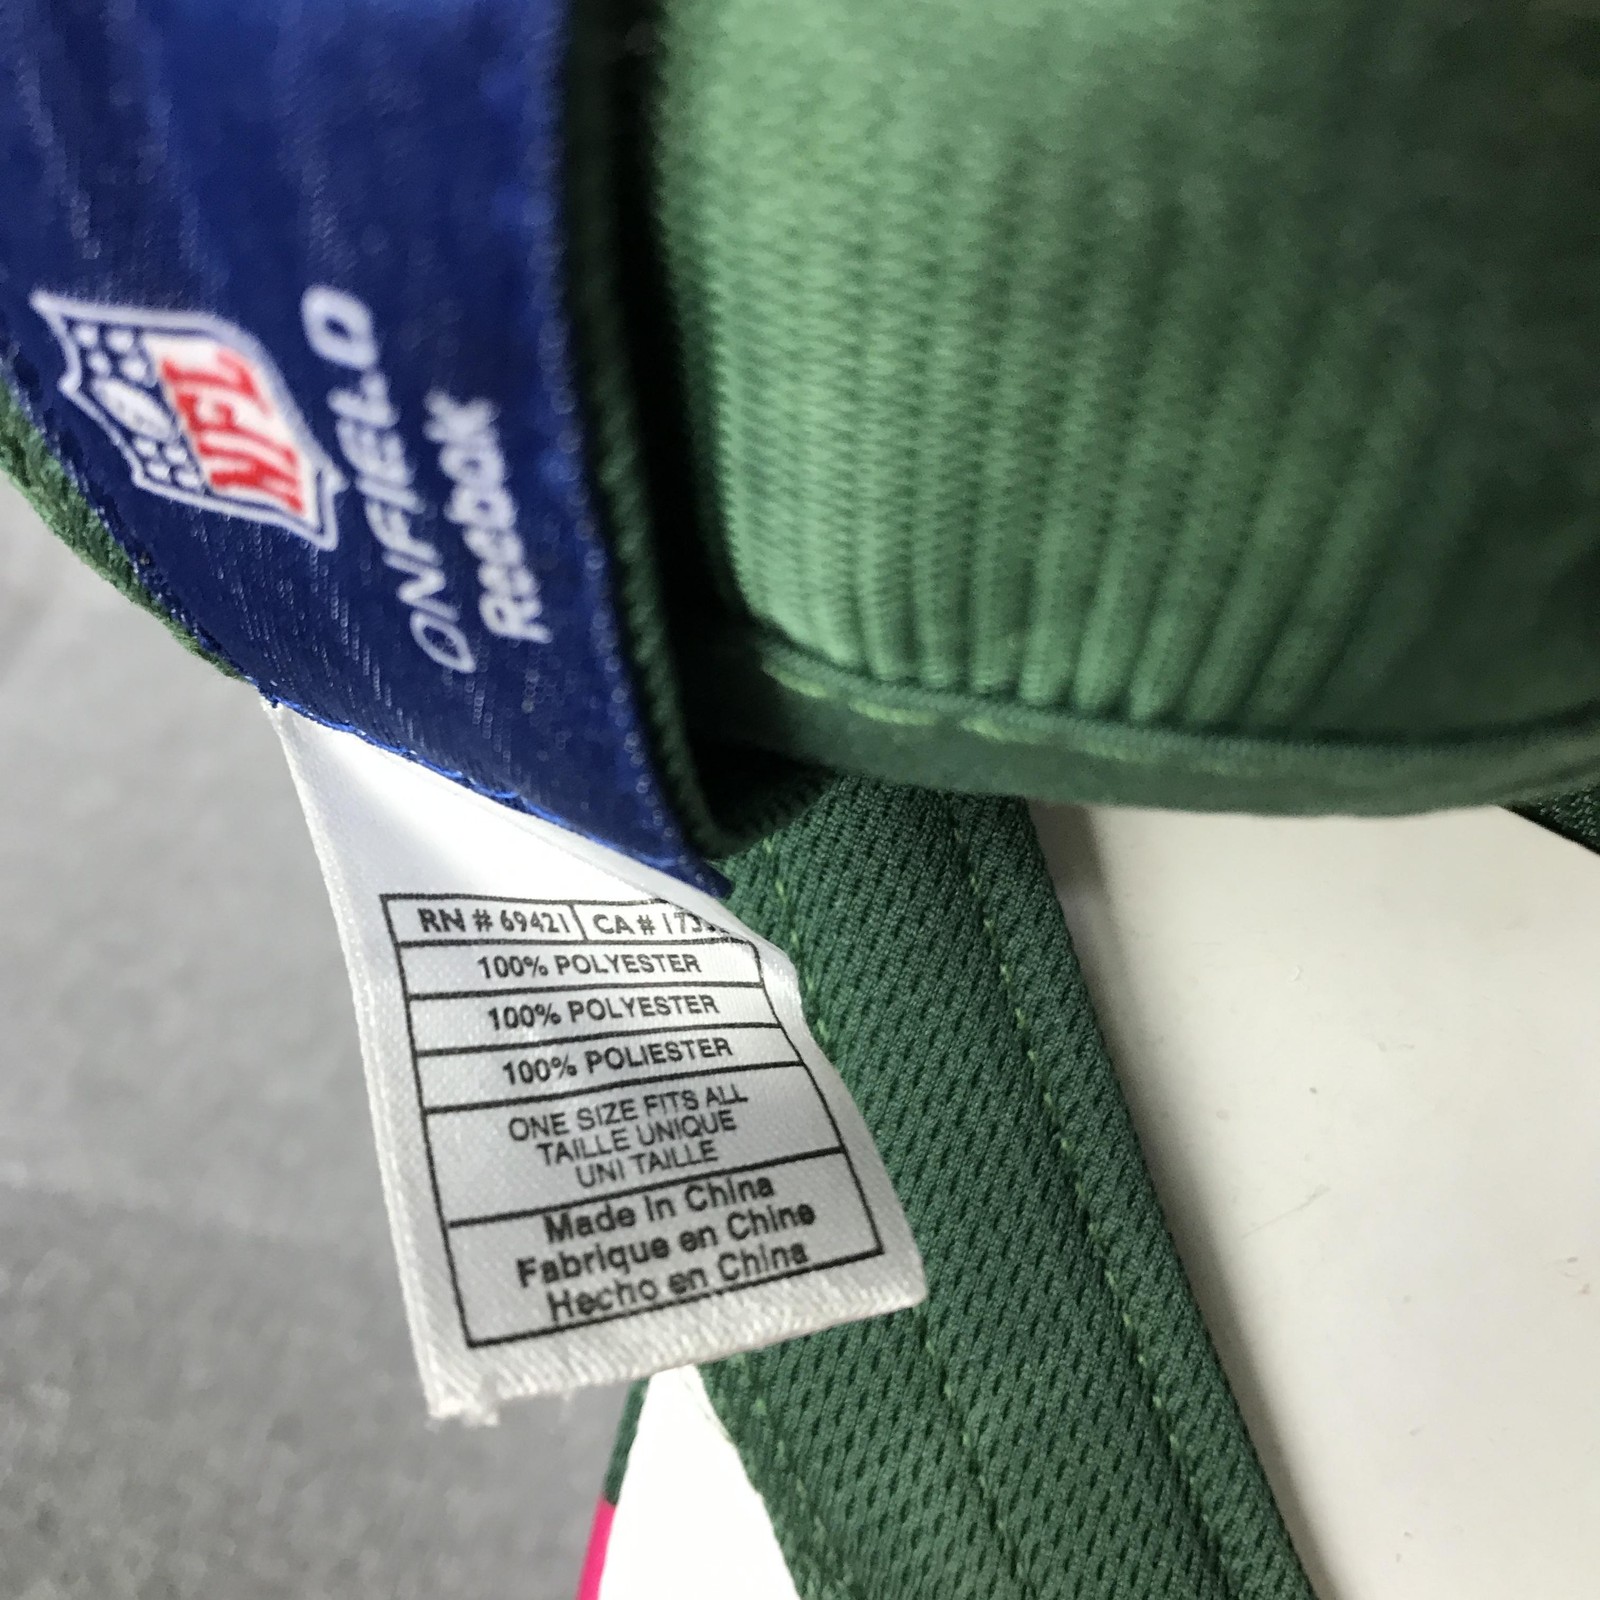 NFL
ONFIELD
Reebok
RN # 69421 CA #
100% POLYESTER
100% POLYESTER
100% POLIESTER
ONE SIZE FITS ALL
TAILLE UNIQUE
UNI TAILLE
Made In China
Fabrique en Chine
Hecho en China